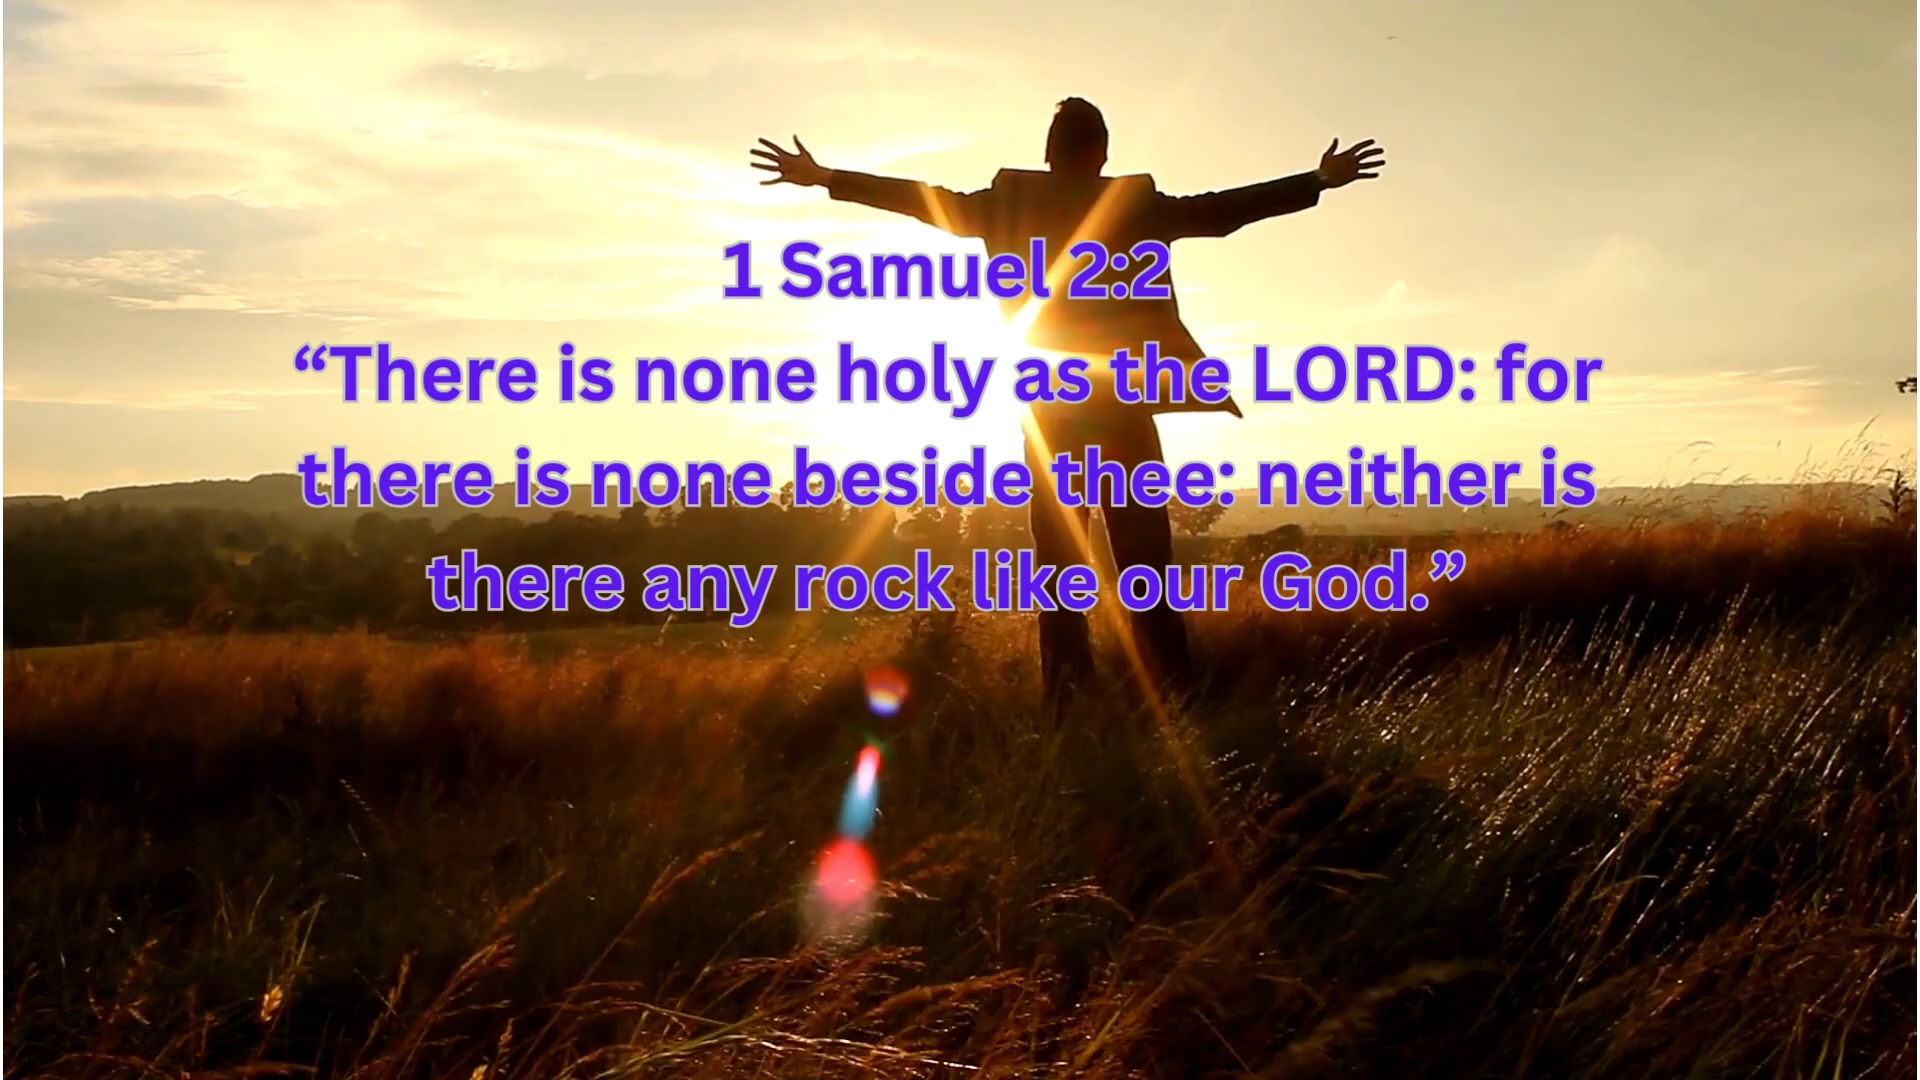 1 Samuel 2:2
“There is none holy as the LORD: for
there is none beside thee: neither is
there any rock like our God.”